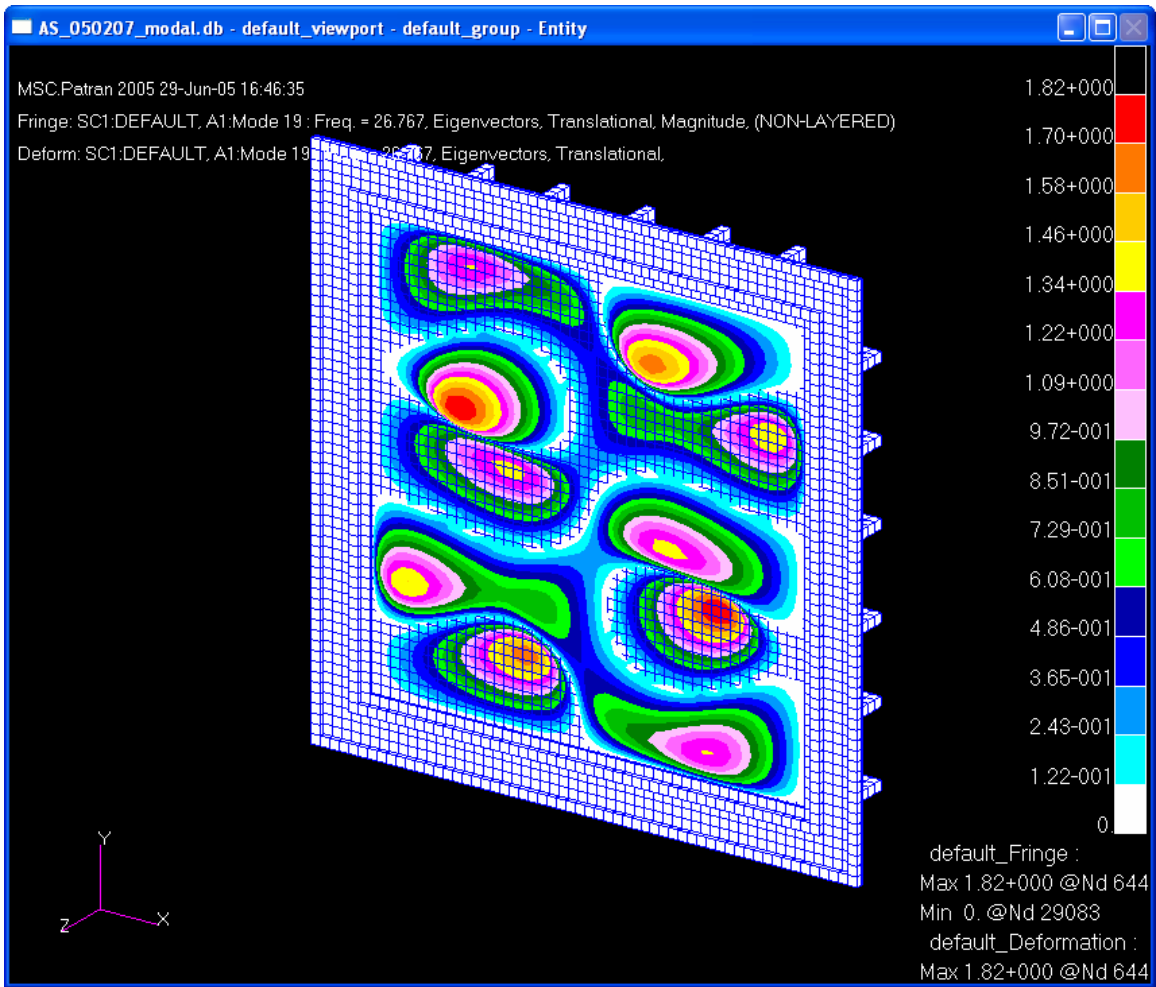 AS_050207_modal.db - default_viewport - default_group - Entity
MSC.Patran 2005 29-Jun-05 16:46:35
Fringe: SC1:DEFAULT, A1:Mode 19 : Freq. = 26.767, Eigenvectors, Translational, Magnitude, (NON-LAYERED)
Deform: SC1:DEFAULT, A1:Mode 19 26.767, Eigenvectors, Translational,
1.82+000
1.70+000
1.58+000
1.46+000
1.34+000
1.22+000
1.09+000
9.72-001
8.51-001
7.29-001
6.08-001
4.86-001
3.65-001
2.43-001
1.22-001
0.
default_Fringe :
Max 1.82+000 @Nd 644
Min 0. @Nd 29083
default_Deformation :
Max 1.82+000 @Nd 644
Y
Z
X